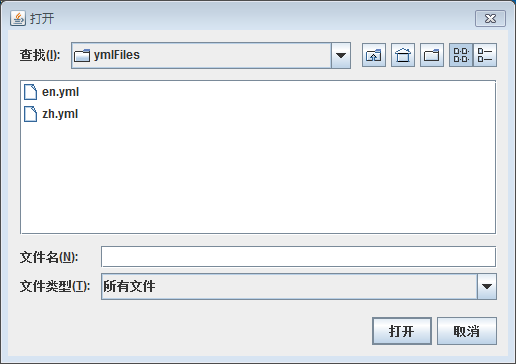 打开
查找(I): ymlFiles
en.yml
zh.yml
文件名(N):
文件类型(T): 所有文件
打开 取消